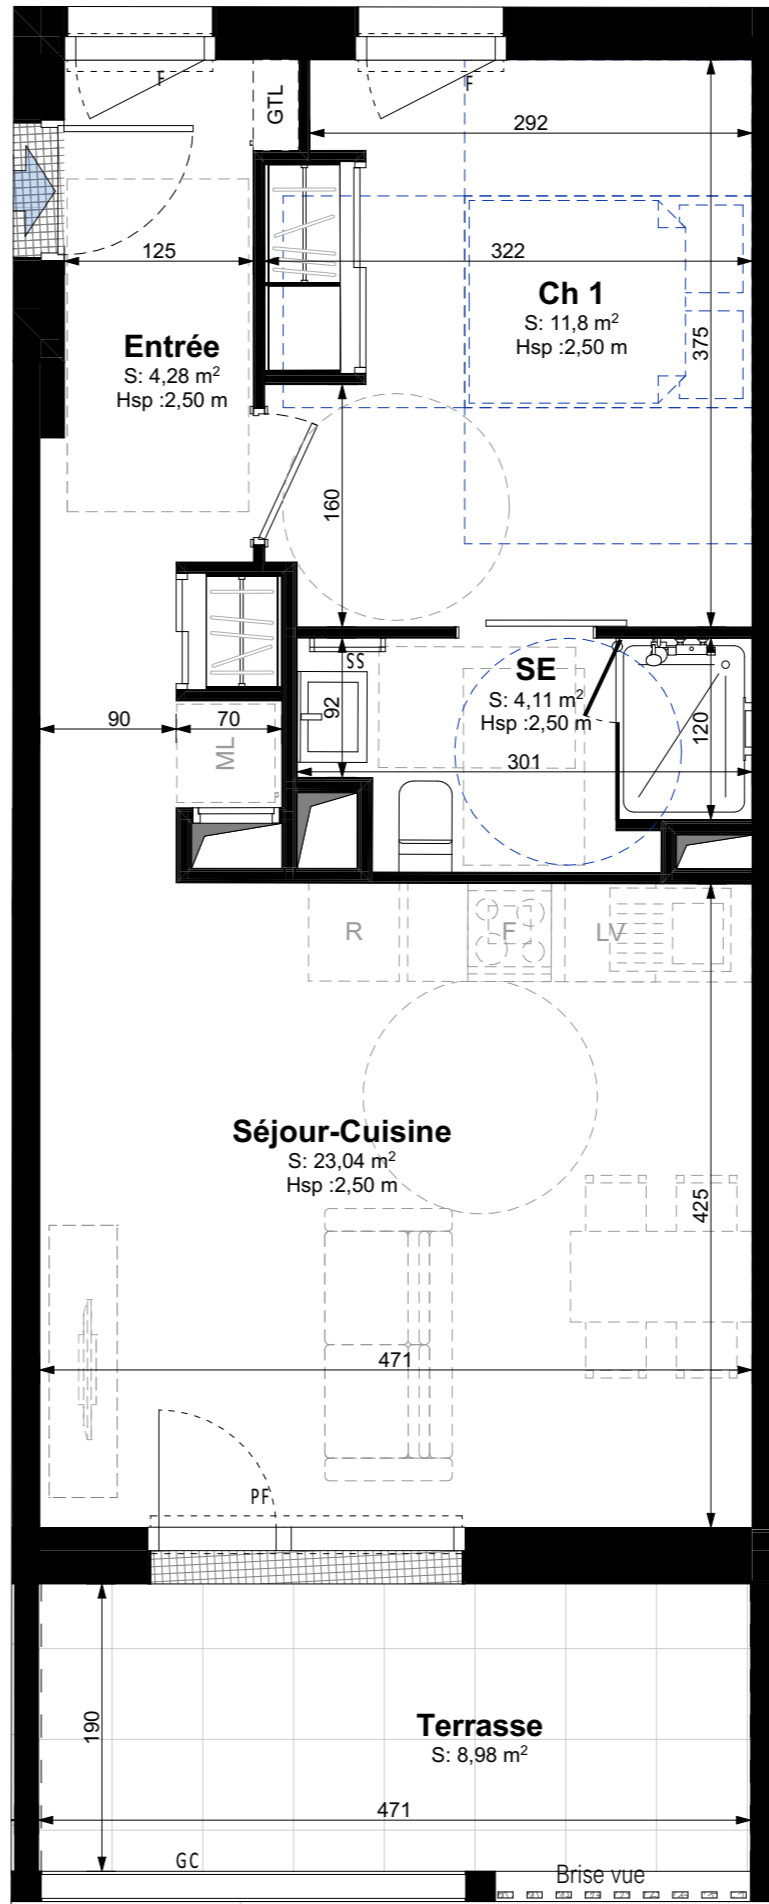 F
F
GTL
292
125
322
Ch 1
S: 11,8 m²
Hsp :2,50 m
375
Entrée
S: 4,28 m²
Hsp :2,50 m
160
SS
SE
S: 4,11 m²
Hsp :2,50 m
92
120
90
70
ML
301
R
F
LV
Séjour-Cuisine
S: 23,04 m²
Hsp :2,50 m
425
471
PF
190
Terrasse
S: 8,98 m²
471
GC
Brise vue